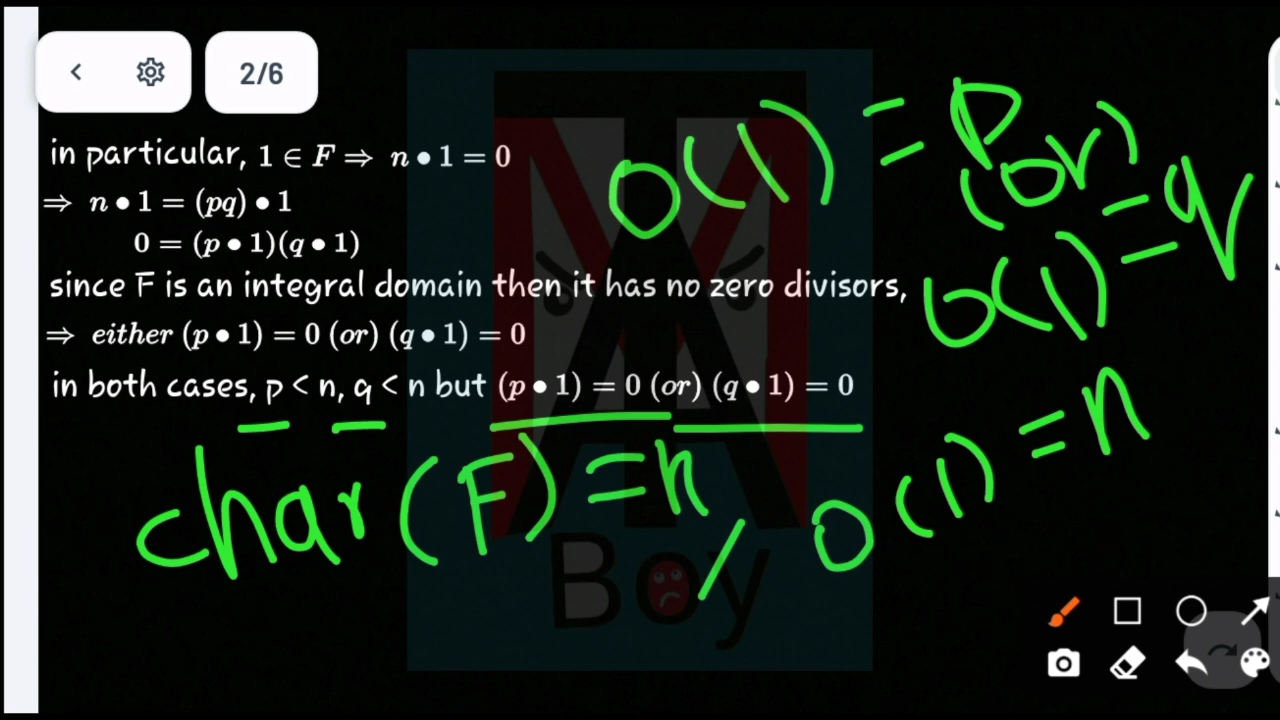 2/6
in particular, 1 ∈ F ⇒ n • 1 = 0
⇒ n • 1 = (pq) • 1
0 = (p • 1)(q • 1)
since F is an integral domain then it has no zero divisors,
⇒ either (p • 1) = 0 (or) (q • 1) = 0
in both cases, p < n, q < n but (p • 1) = 0 (or) (q • 1) = 0
O(1) = P
(or)
O(1) = q
char(F) = n / O(1) = n
Boy